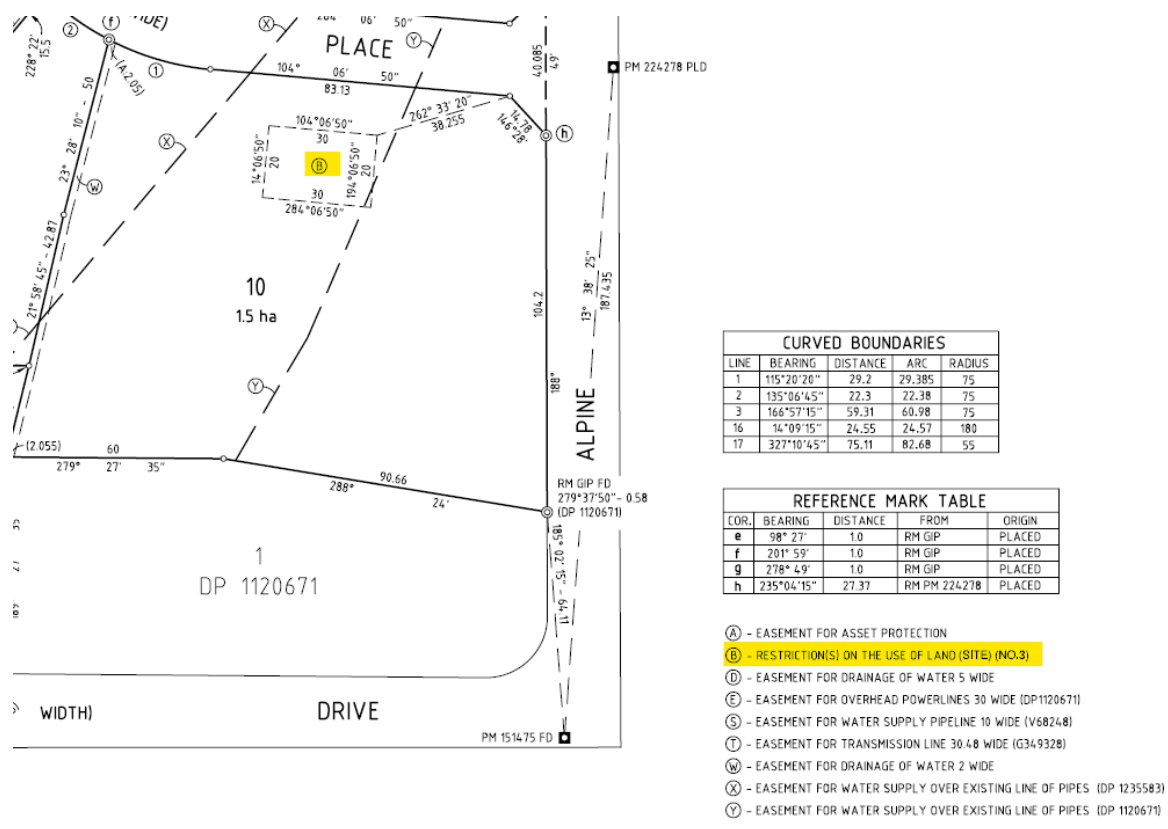 IDE)
284° 06' 50"
228° 22'
15.5
2
f
X
Y
PLACE
1
(A:2.05)
104° 06' 50"
83.13
40.085
49'
PM 224278 PLD
262° 33' 20"
38.255
14.78
146°28'
h
X
104°06'50"
30
14°06'50"
20
B
194°06'50"
20
30
284°06'50"
23° 28' 10" - 50
W
21° 58' 45" - 42.87
10
1.5 ha
104.2
188°
13° 38' 25"
187.435
Y
ALPINE
(2.055)
60
279° 27' 35"
90.66
288° 24'
RM GIP FD
279°37'50"- 0.58
(DP 1120671)
185° 02' 15" - 64.11
1
DP 1120671
WIDTH)
DRIVE
PM 151475 FD
CURVED BOUNDARIES
LINE BEARING DISTANCE ARC RADIUS
1 115°20'20" 29.2 29.385 75
2 135°06'45" 22.3 22.38 75
3 166°57'15" 59.31 60.98 75
16 14°09'15" 24.55 24.57 180
17 327°10'45" 75.11 82.68 55
REFERENCE MARK TABLE
COR. BEARING DISTANCE FROM ORIGIN
e 98° 27' 1.0 RM GIP PLACED
f 201° 59' 1.0 RM GIP PLACED
g 278° 49' 1.0 RM GIP PLACED
h 235°04'15" 27.37 RM PM 224278 PLACED
A - EASEMENT FOR ASSET PROTECTION
B - RESTRICTION(S) ON THE USE OF LAND (SITE) (NO.3)
D - EASEMENT FOR DRAINAGE OF WATER 5 WIDE
E - EASEMENT FOR OVERHEAD POWERLINES 30 WIDE (DP1120671)
S - EASEMENT FOR WATER SUPPLY PIPELINE 10 WIDE (V68248)
T - EASEMENT FOR TRANSMISSION LINE 30.48 WIDE (G349328)
W - EASEMENT FOR DRAINAGE OF WATER 2 WIDE
X - EASEMENT FOR WATER SUPPLY OVER EXISTING LINE OF PIPES (DP 1235583)
Y - EASEMENT FOR WATER SUPPLY OVER EXISTING LINE OF PIPES (DP 1120671)